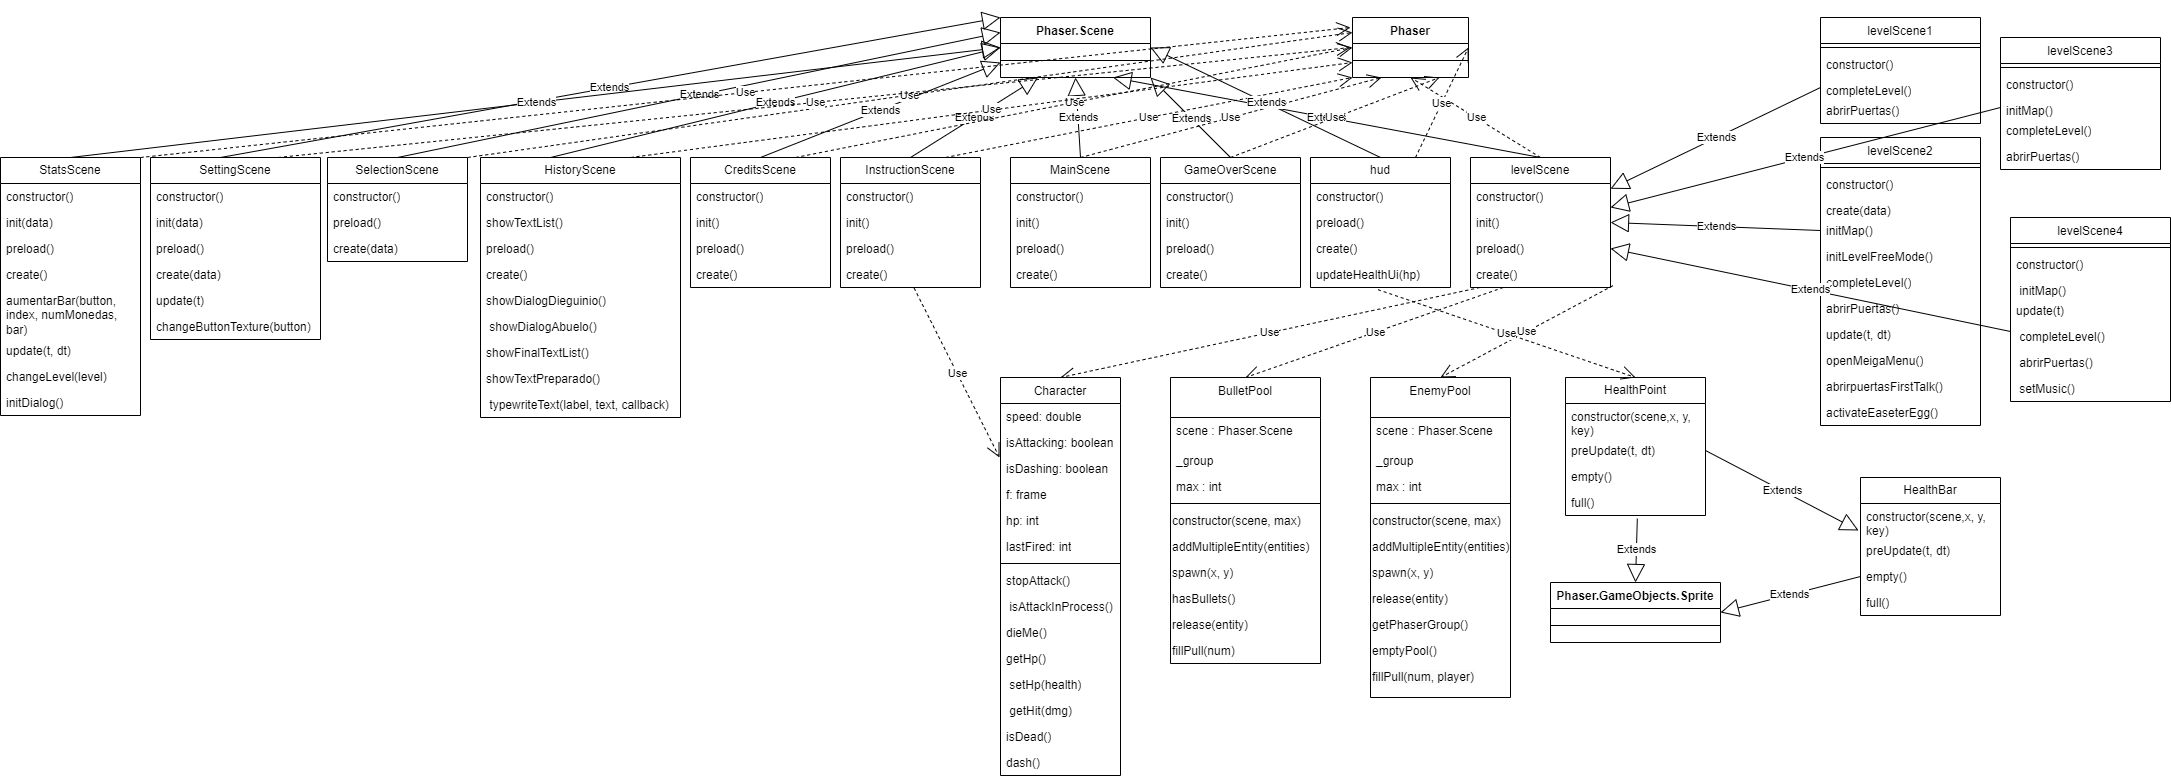 Phaser.Scene
Phaser
levelScene1
constructor()
completeLevel()
abrirPuertas()
levelScene3
constructor()
initMap()
completeLevel()
abrirPuertas()
Extends
Extends
Extends
Extends
Extends
Extends
Extends
Extends
Extends
Use
Use
Use
Use
Use
Use
Use
Use
Use
Use
Extends
Extends
Extends
Extends
StatsScene
constructor()
init(data)
preload()
create()
aumentarBar(button,
index, numMonedas,
bar)
update(t, dt)
changeLevel(level)
initDialog()
SettingScene
constructor()
init(data)
preload()
create(data)
update(t)
changeButtonTexture(button)
SelectionScene
constructor()
preload()
create(data)
HistoryScene
constructor()
showTextList()
preload()
create()
showDialogDieguinio()
showDialogAbuelo()
showFinalTextList()
showTextPreparado()
typewriteText(label, text, callback)
CreditsScene
constructor()
init()
preload()
create()
InstructionScene
constructor()
init()
preload()
create()
MainScene
constructor()
init()
preload()
create()
GameOverScene
constructor()
init()
preload()
create()
hud
constructor()
preload()
create()
updateHealthUi(hp)
levelScene
constructor()
init()
preload()
create()
levelScene2
constructor()
create(data)
initMap()
initLevelFreeMode()
completeLevel()
abrirPuertas()
update(t, dt)
openMeigaMenu()
abrirpuertasFirstTalk()
activateEaseterEgg()
levelScene4
constructor()
initMap()
update(t)
completeLevel()
abrirPuertas()
setMusic()
Use
Use
Use
Use
Use
Character
speed: double
isAttacking: boolean
isDashing: boolean
f: frame
hp: int
lastFired: int
stopAttack()
isAttackInProcess()
dieMe()
getHp()
setHp(health)
getHit(dmg)
isDead()
dash()
BulletPool
scene : Phaser.Scene
_group
max : int
constructor(scene, max)
addMultipleEntity(entities)
spawn(x, y)
hasBullets()
release(entity)
fillPull(num)
EnemyPool
scene : Phaser.Scene
_group
max : int
constructor(scene, max)
addMultipleEntity(entities)
spawn(x, y)
release(entity)
getPhaserGroup()
emptyPool()
fillPull(num, player)
HealthPoint
constructor(scene,x, y,
key)
preUpdate(t, dt)
empty()
full()
Extends
Extends
Extends
Phaser.GameObjects.Sprite
HealthBar
constructor(scene,x, y,
key)
preUpdate(t, dt)
empty()
full()